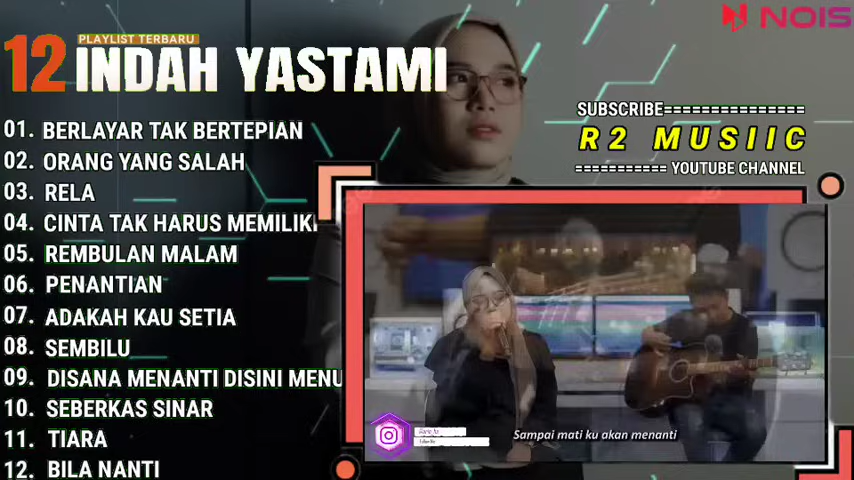 NOIS
PLAYLIST TERBARU
12 INDAH YASTAMI
SUBSCRIBE===============
R2 MUSIIC
=========== YOUTUBE CHANNEL
01. BERLAYAR TAK BERTEPIAN
02. ORANG YANG SALAH
03. RELA
04. CINTA TAK HARUS MEMILIKI
05. REMBULAN MALAM
06. PENANTIAN
07. ADAKAH KAU SETIA
08. SEMBILU
09. DISANA MENANTI DISINI MENU
10. SEBERKAS SINAR
11. TIARA
12. BILA NANTI
Sampai mati ku akan menanti